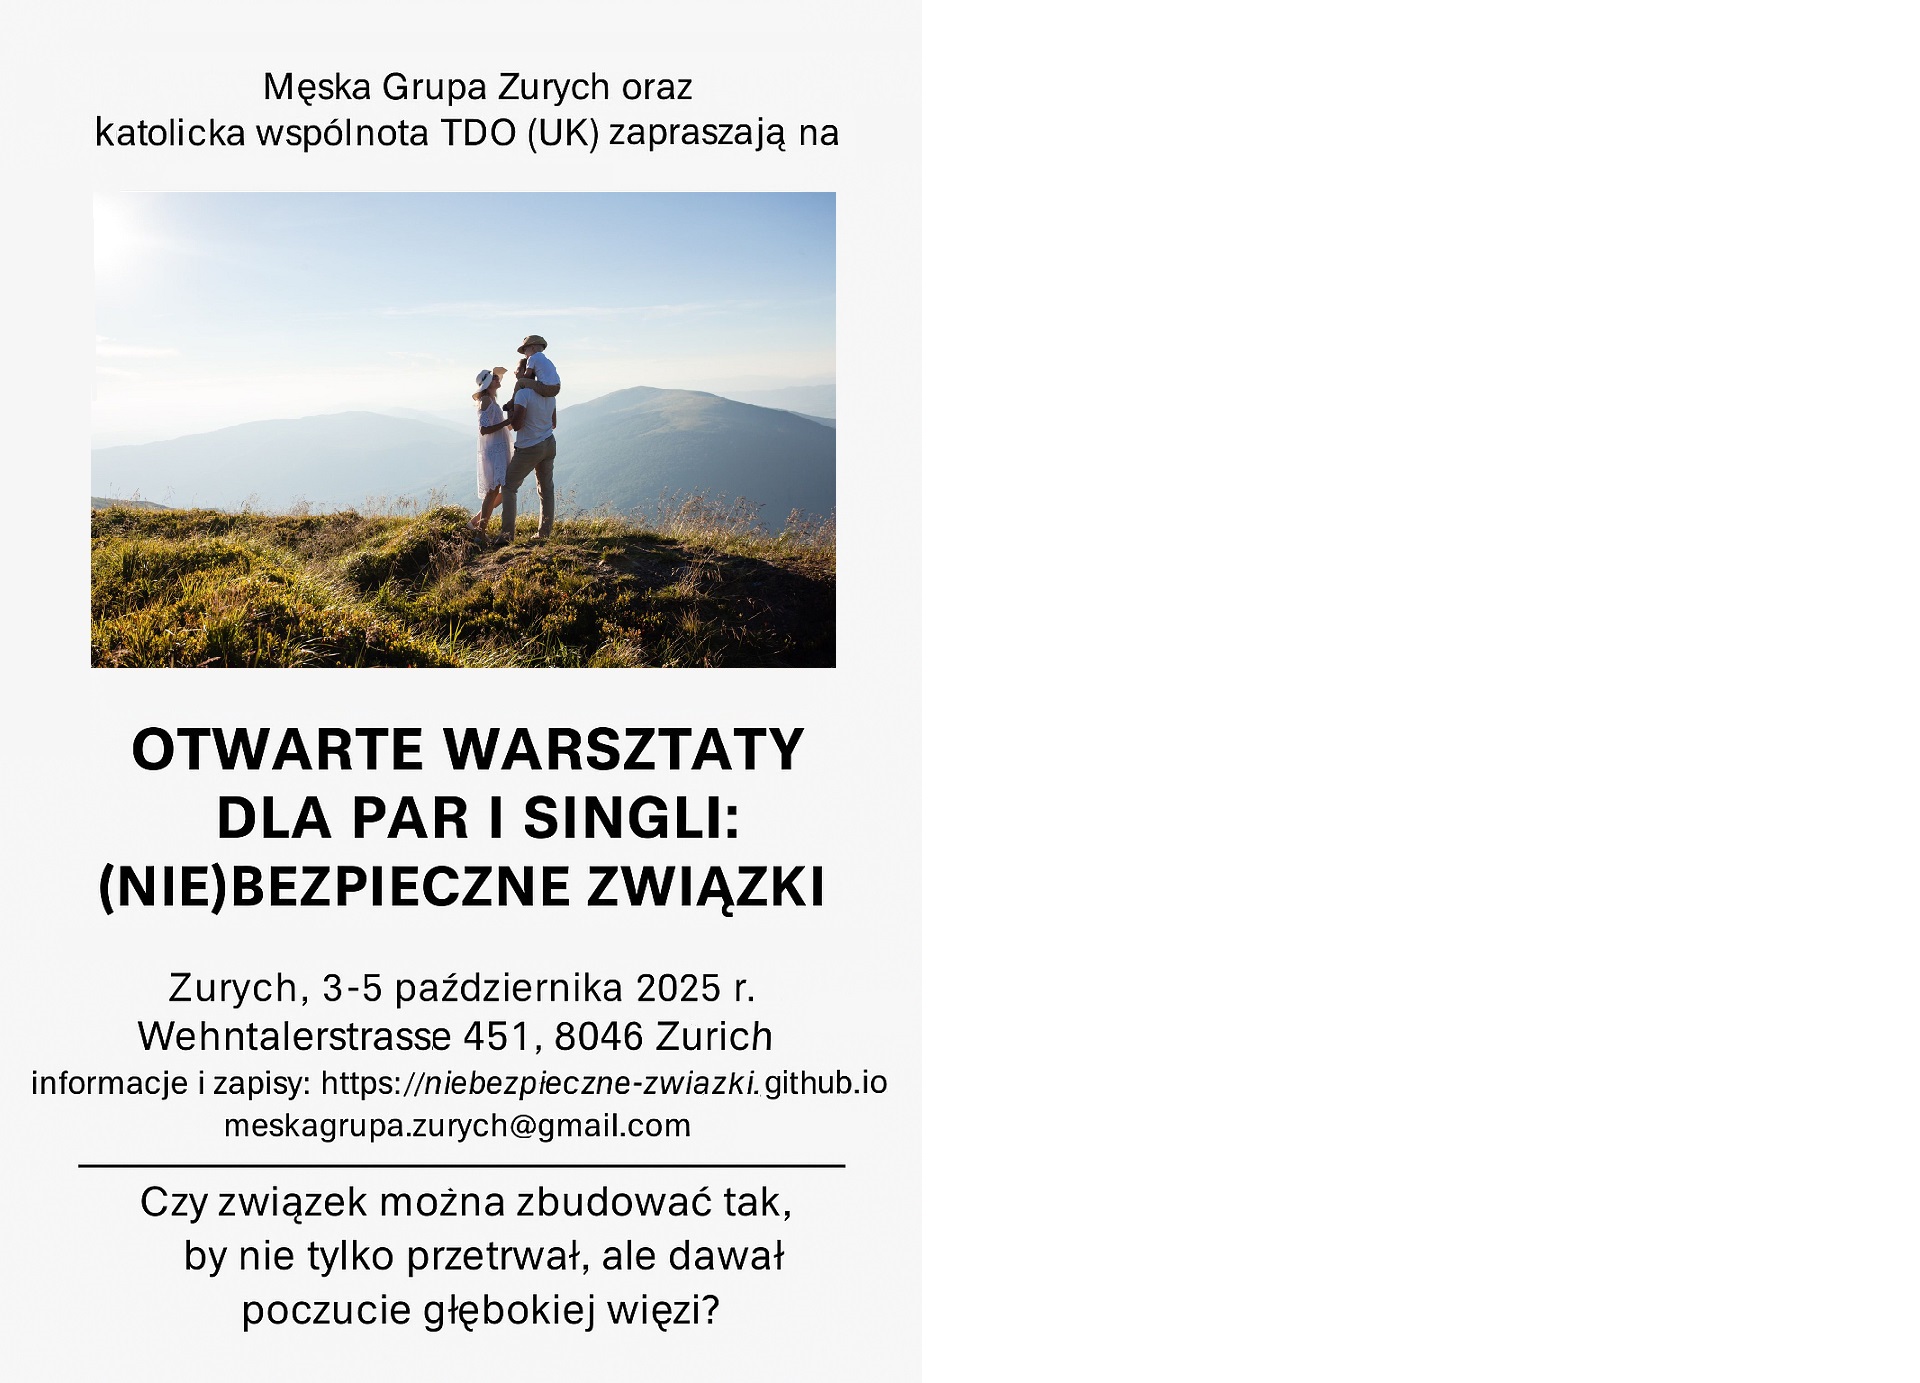 Męska Grupa Zurych oraz
katolicka wspólnota TDO (UK) zapraszają na
OTWARTE WARSZTATY
DLA PAR I SINGLI:
(NIE)BEZPIECZNE ZWIĄZKI
Zurych, 3-5 października 2025 r.
Wehntalerstrasse 451, 8046 Zurich
informacje i zapisy: https://niebezpieczne-zwiazki.github.io
meskagrupa.zurych@gmail.com
Czy związek można zbudować tak,
by nie tylko przetrwał, ale dawał
poczucie głębokiej więzi?